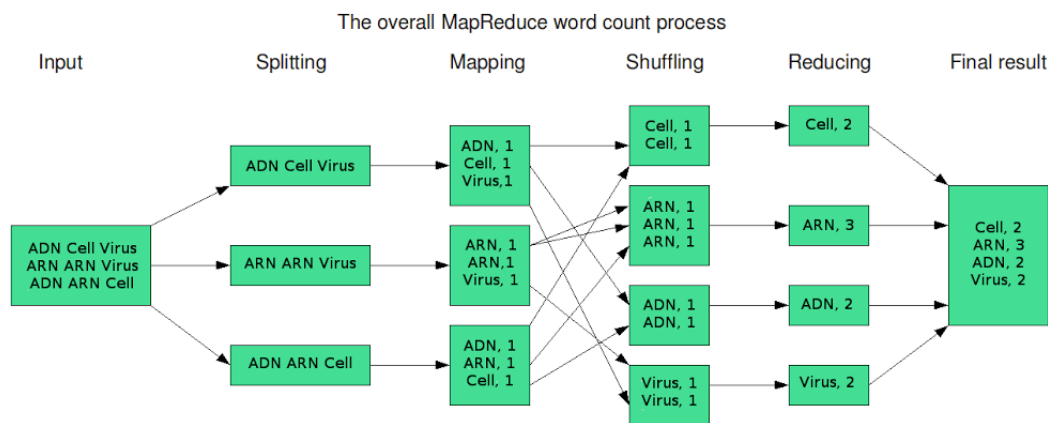 The overall MapReduce word count process
Input
Splitting
Mapping
Shuffling
Reducing
Final result
ADN Cell Virus
ARN ARN Virus
ADN ARN Cell
ADN Cell Virus
ARN ARN Virus
ADN ARN Cell
ADN, 1
Cell, 1
Virus,1
ARN, 1
ARN,1
Virus, 1
ADN, 1
ARN, 1
Cell, 1
Cell, 1
Cell, 1
ARN, 1
ARN, 1
ARN, 1
ADN, 1
ADN, 1
Virus, 1
Virus, 1
Cell, 2
ARN, 3
ADN, 2
Virus, 2
Cell, 2
ARN, 3
ADN, 2
Virus, 2